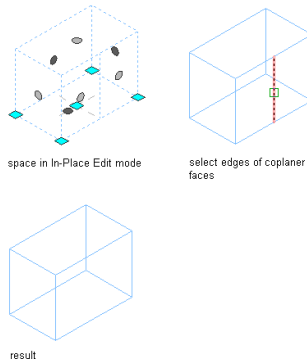 space in In-Place Edit mode
select edges of coplaner
faces
result